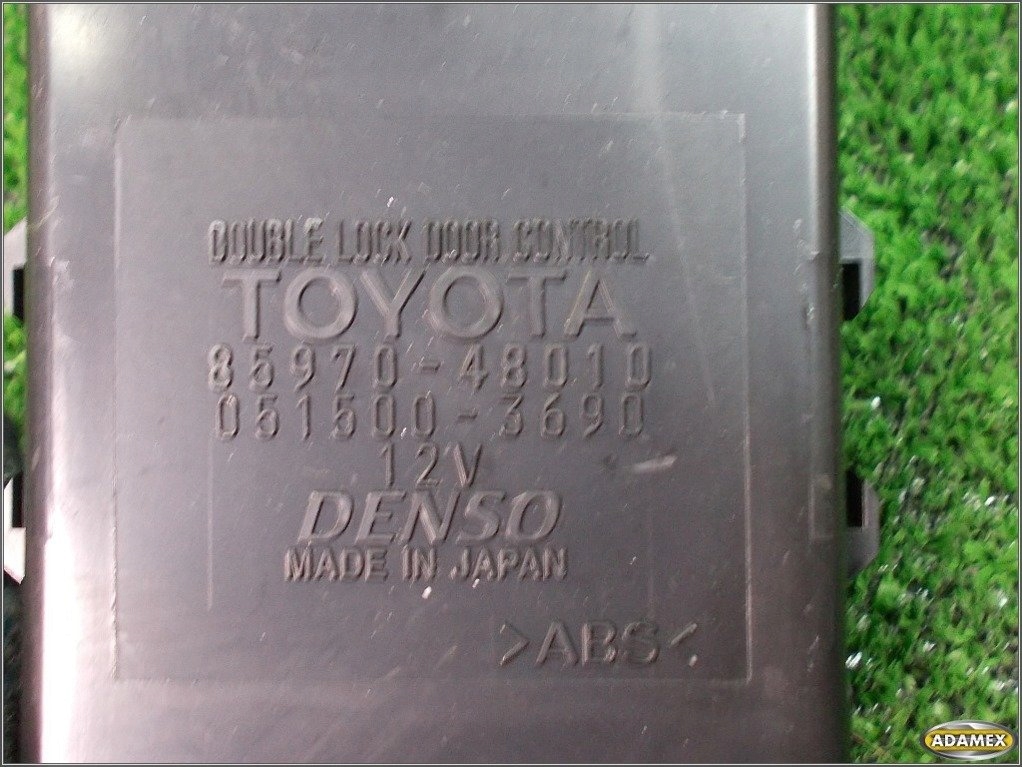 DOUBLE LOCK DOOR CONTROL
TOYOTA
85970-48010
051500-3690
12V
DENSO
MADE IN JAPAN
>ABS<
ADAMEX